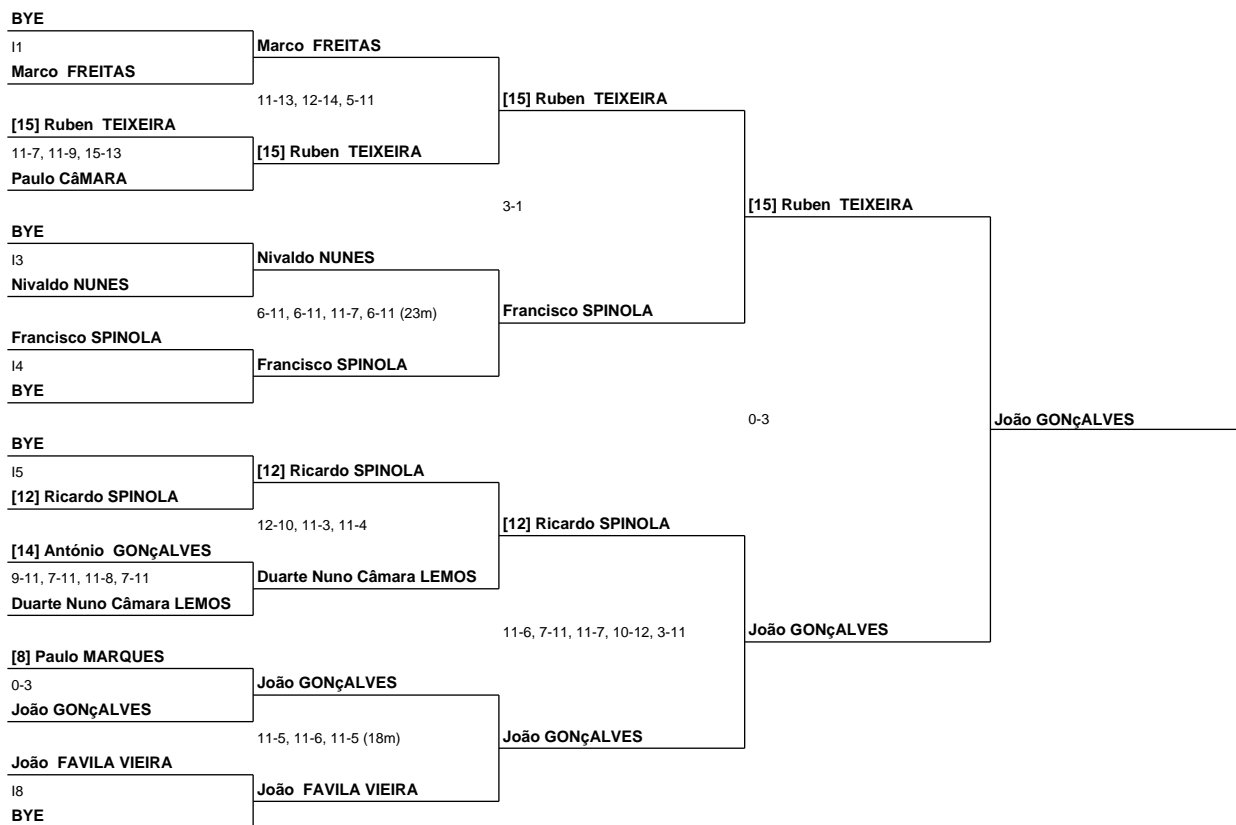 BYE
I1
Marco FREITAS
[15] Ruben TEIXEIRA
11-7, 11-9, 15-13
Paulo CâMARA
BYE
I3
Nivaldo NUNES
Francisco SPINOLA
I4
BYE
BYE
I5
[12] Ricardo SPINOLA
[14] António GONçALVES
9-11, 7-11, 11-8, 7-11
Duarte Nuno Câmara LEMOS
[8] Paulo MARQUES
0-3
João GONçALVES
João FAVILA VIEIRA
I8
BYE
Marco FREITAS
11-13, 12-14, 5-11
[15] Ruben TEIXEIRA
Nivaldo NUNES
6-11, 6-11, 11-7, 6-11 (23m)
Francisco SPINOLA
[12] Ricardo SPINOLA
12-10, 11-3, 11-4
Duarte Nuno Câmara LEMOS
João GONçALVES
11-5, 11-6, 11-5 (18m)
João FAVILA VIEIRA
[15] Ruben TEIXEIRA
3-1
Francisco SPINOLA
[12] Ricardo SPINOLA
11-6, 7-11, 11-7, 10-12, 3-11
João GONçALVES
[15] Ruben TEIXEIRA
0-3
João GONçALVES
João GONçALVES